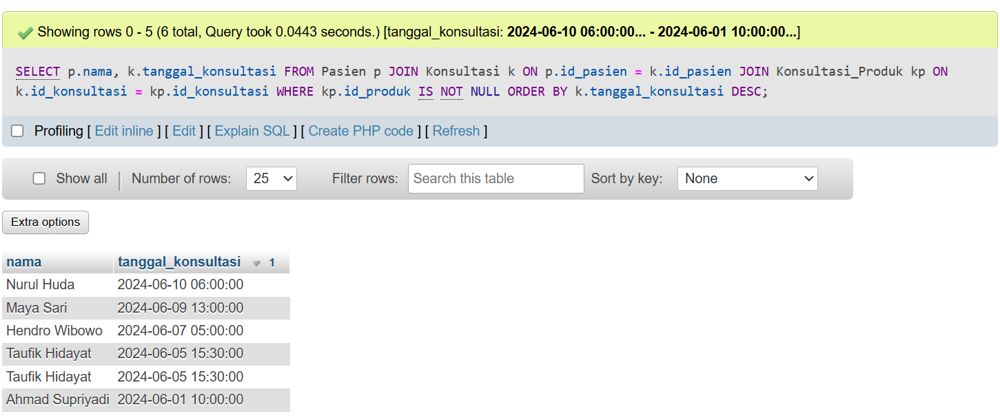 Showing rows 0 - 5 (6 total, Query took 0.0443 seconds.) [tanggal_konsultasi: 2024-06-10 06:00:00... - 2024-06-01 10:00:00...]
SELECT p.nama, k.tanggal_konsultasi FROM Pasien p JOIN Konsultasi k ON p.id_pasien = k.id_pasien JOIN Konsultasi_Produk kp ON
k.id_konsultasi = kp.id_konsultasi WHERE kp.id_produk IS NOT NULL ORDER BY k.tanggal_konsultasi DESC;
Profiling [ Edit inline ] [ Edit ] [ Explain SQL ] [ Create PHP code ] [ Refresh ]
Show all Number of rows: 25 Filter rows: Search this table Sort by key: None
Extra options
nama tanggal_konsultasi 1
Nurul Huda 2024-06-10 06:00:00
Maya Sari 2024-06-09 13:00:00
Hendro Wibowo 2024-06-07 05:00:00
Taufik Hidayat 2024-06-05 15:30:00
Taufik Hidayat 2024-06-05 15:30:00
Ahmad Supriyadi 2024-06-01 10:00:00